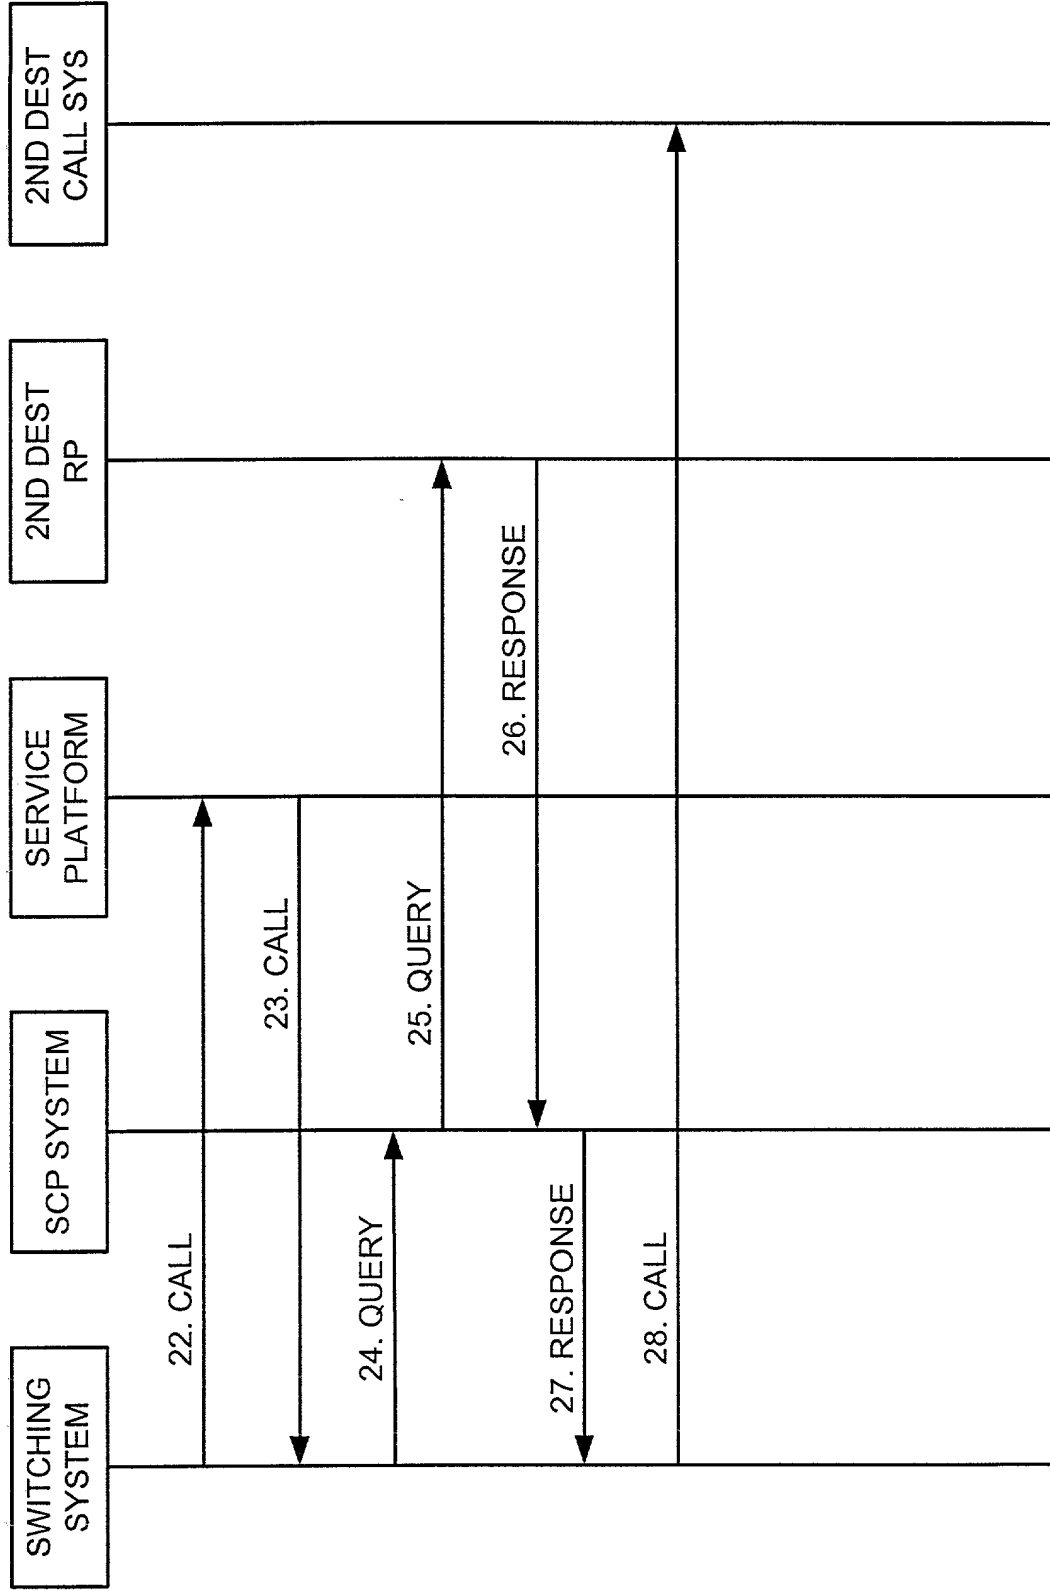 SWITCHING
SYSTEM
SCP SYSTEM
SERVICE
PLATFORM
2ND DEST
RP
2ND DEST
CALL SYS
22. CALL
23. CALL
24. QUERY
25. QUERY
26. RESPONSE
27. RESPONSE
28. CALL